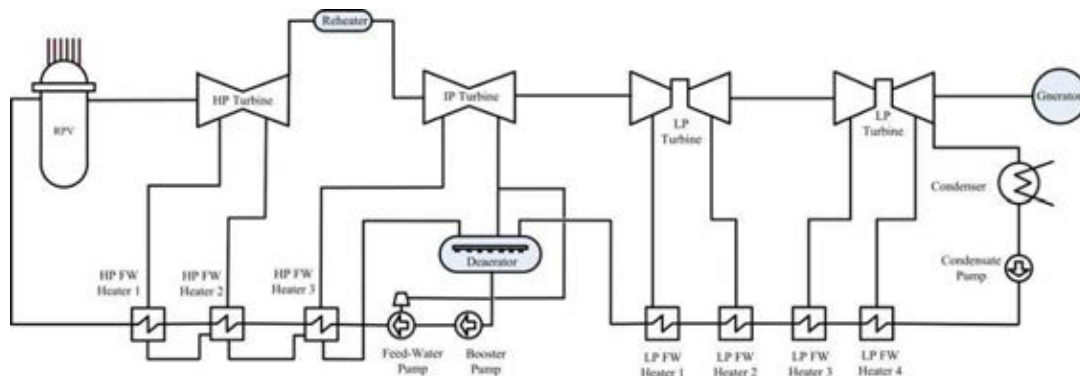 Reheater
HP Turbine
IP Turbine
LP
Turbine
LP
Turbine
Gnerator
RPV
Condenser
Deaerator
Condensate
Pump
HP FW
Heater 1
HP FW
Heater 2
HP FW
Heater 3
Feed-Water
Pump
Booster
Pump
LP FW
Heater 1
LP FW
Heater 2
LP FW
Heater 3
LP FW
Heater 4